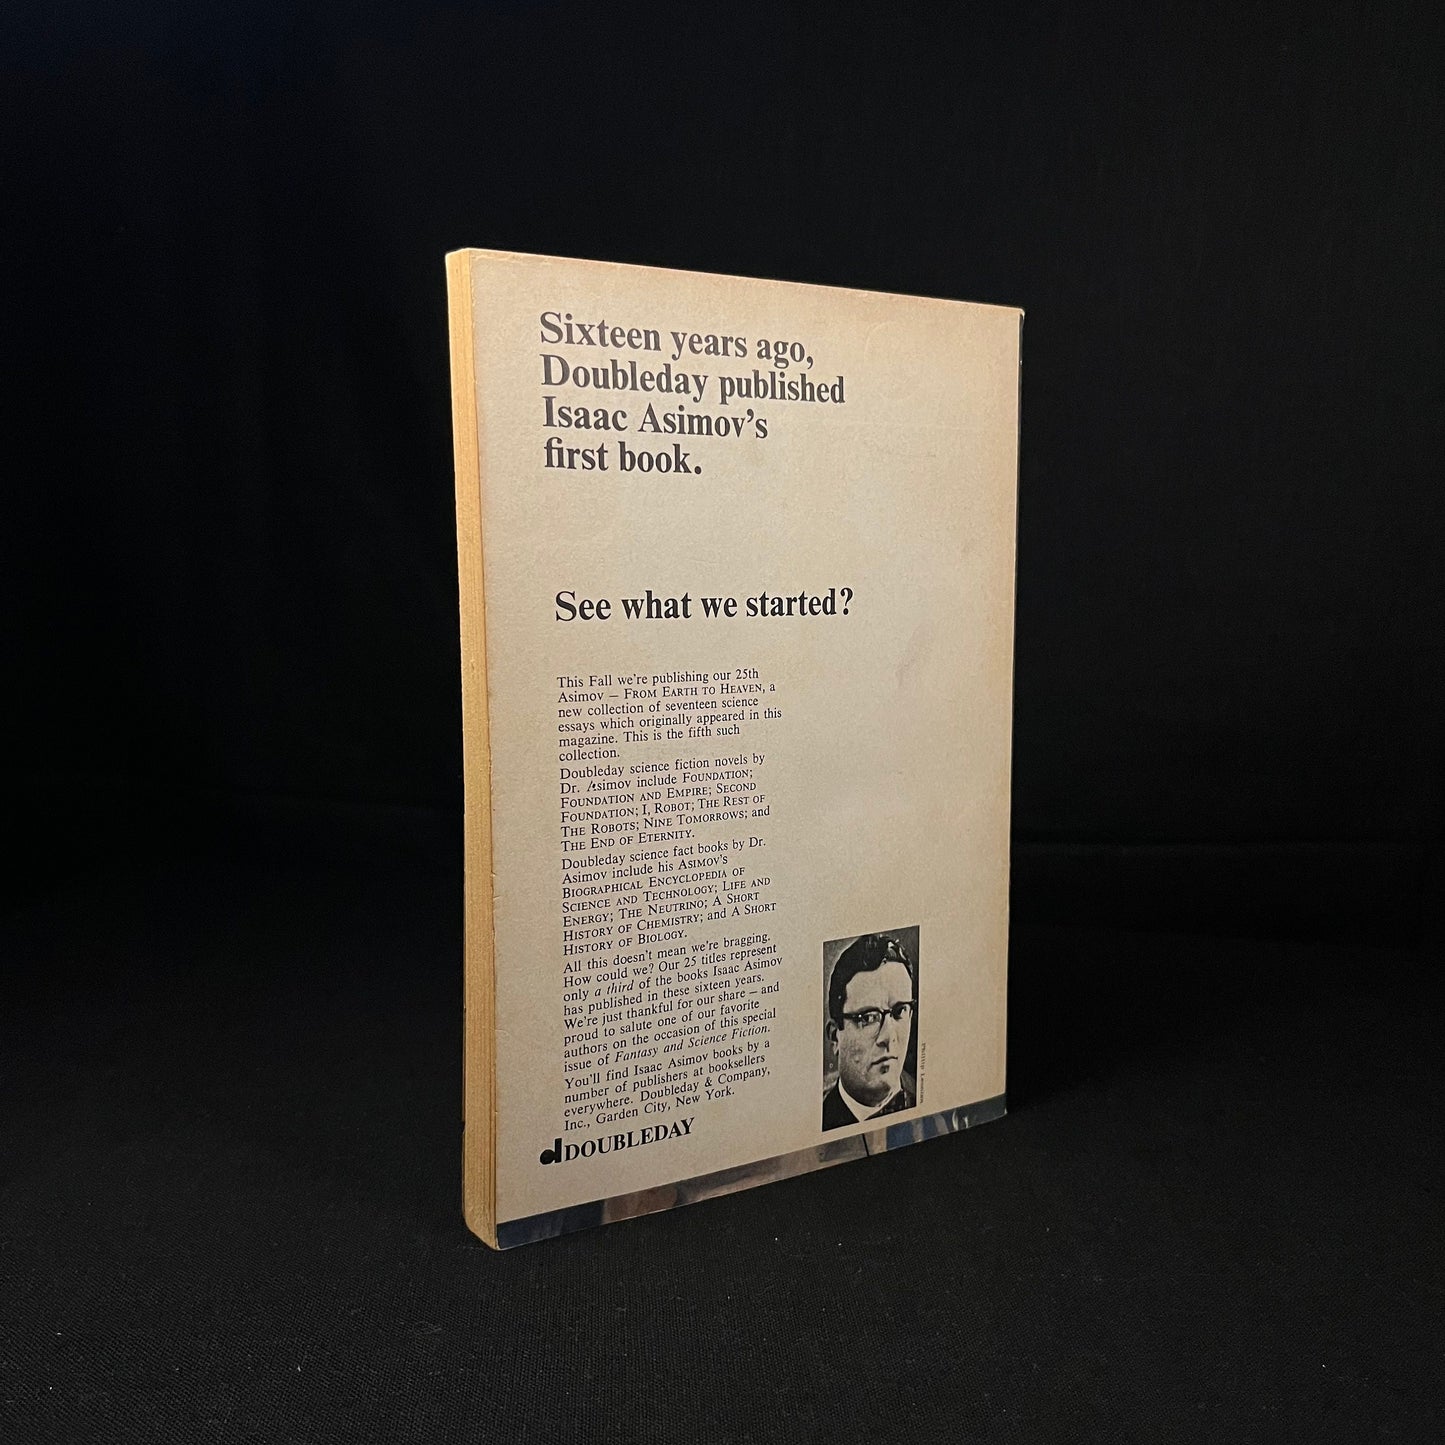 Sixteen years ago,
Doubleday published
Isaac Asimov's
first book.
See what we started?
This Fall we're publishing our 25th
Asimov — FROM EARTH TO HEAVEN, a
new collection of seventeen science
essays which originally appeared in this
magazine. This is the fifth such
collection.
Doubleday science fiction novels by
Dr. Asimov include FOUNDATION;
FOUNDATION AND EMPIRE; SECOND
FOUNDATION; I, ROBOT; THE REST OF
THE ROBOTS; NINE TOMORROWS; and
THE END OF ETERNITY.
Doubleday science fact books by Dr.
Asimov include his ASIMOV'S
BIOGRAPHICAL ENCYCLOPEDIA OF
SCIENCE AND TECHNOLOGY; LIFE AND
ENERGY; THE NEUTRINO; A SHORT
HISTORY OF CHEMISTRY; and A SHORT
HISTORY OF BIOLOGY.
All this doesn't mean we're bragging.
How could we? Our 25 titles represent
only a third of the books Isaac Asimov
has published in these sixteen years.
We're just thankful for our share — and
proud to salute one of our favorite
authors on the occasion of this special
issue of Fantasy and Science Fiction.
You'll find Isaac Asimov books by a
number of publishers at booksellers
everywhere. Doubleday & Company,
Inc., Garden City, New York.
DOUBLEDAY